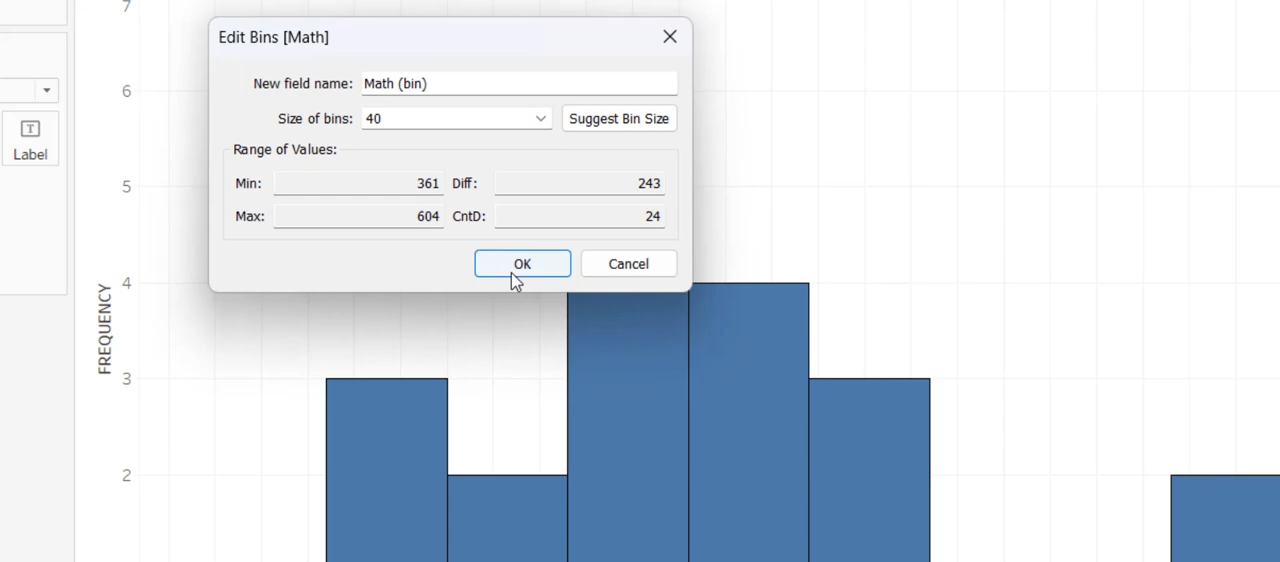 7
Edit Bins [Math]
New field name: Math (bin)
6
Size of bins: 40 Suggest Bin Size
T
Label
Range of Values:
5
Min: 361 Diff: 243
Max: 604 CntD: 24
OK Cancel
4
FREQUENCY
3
2